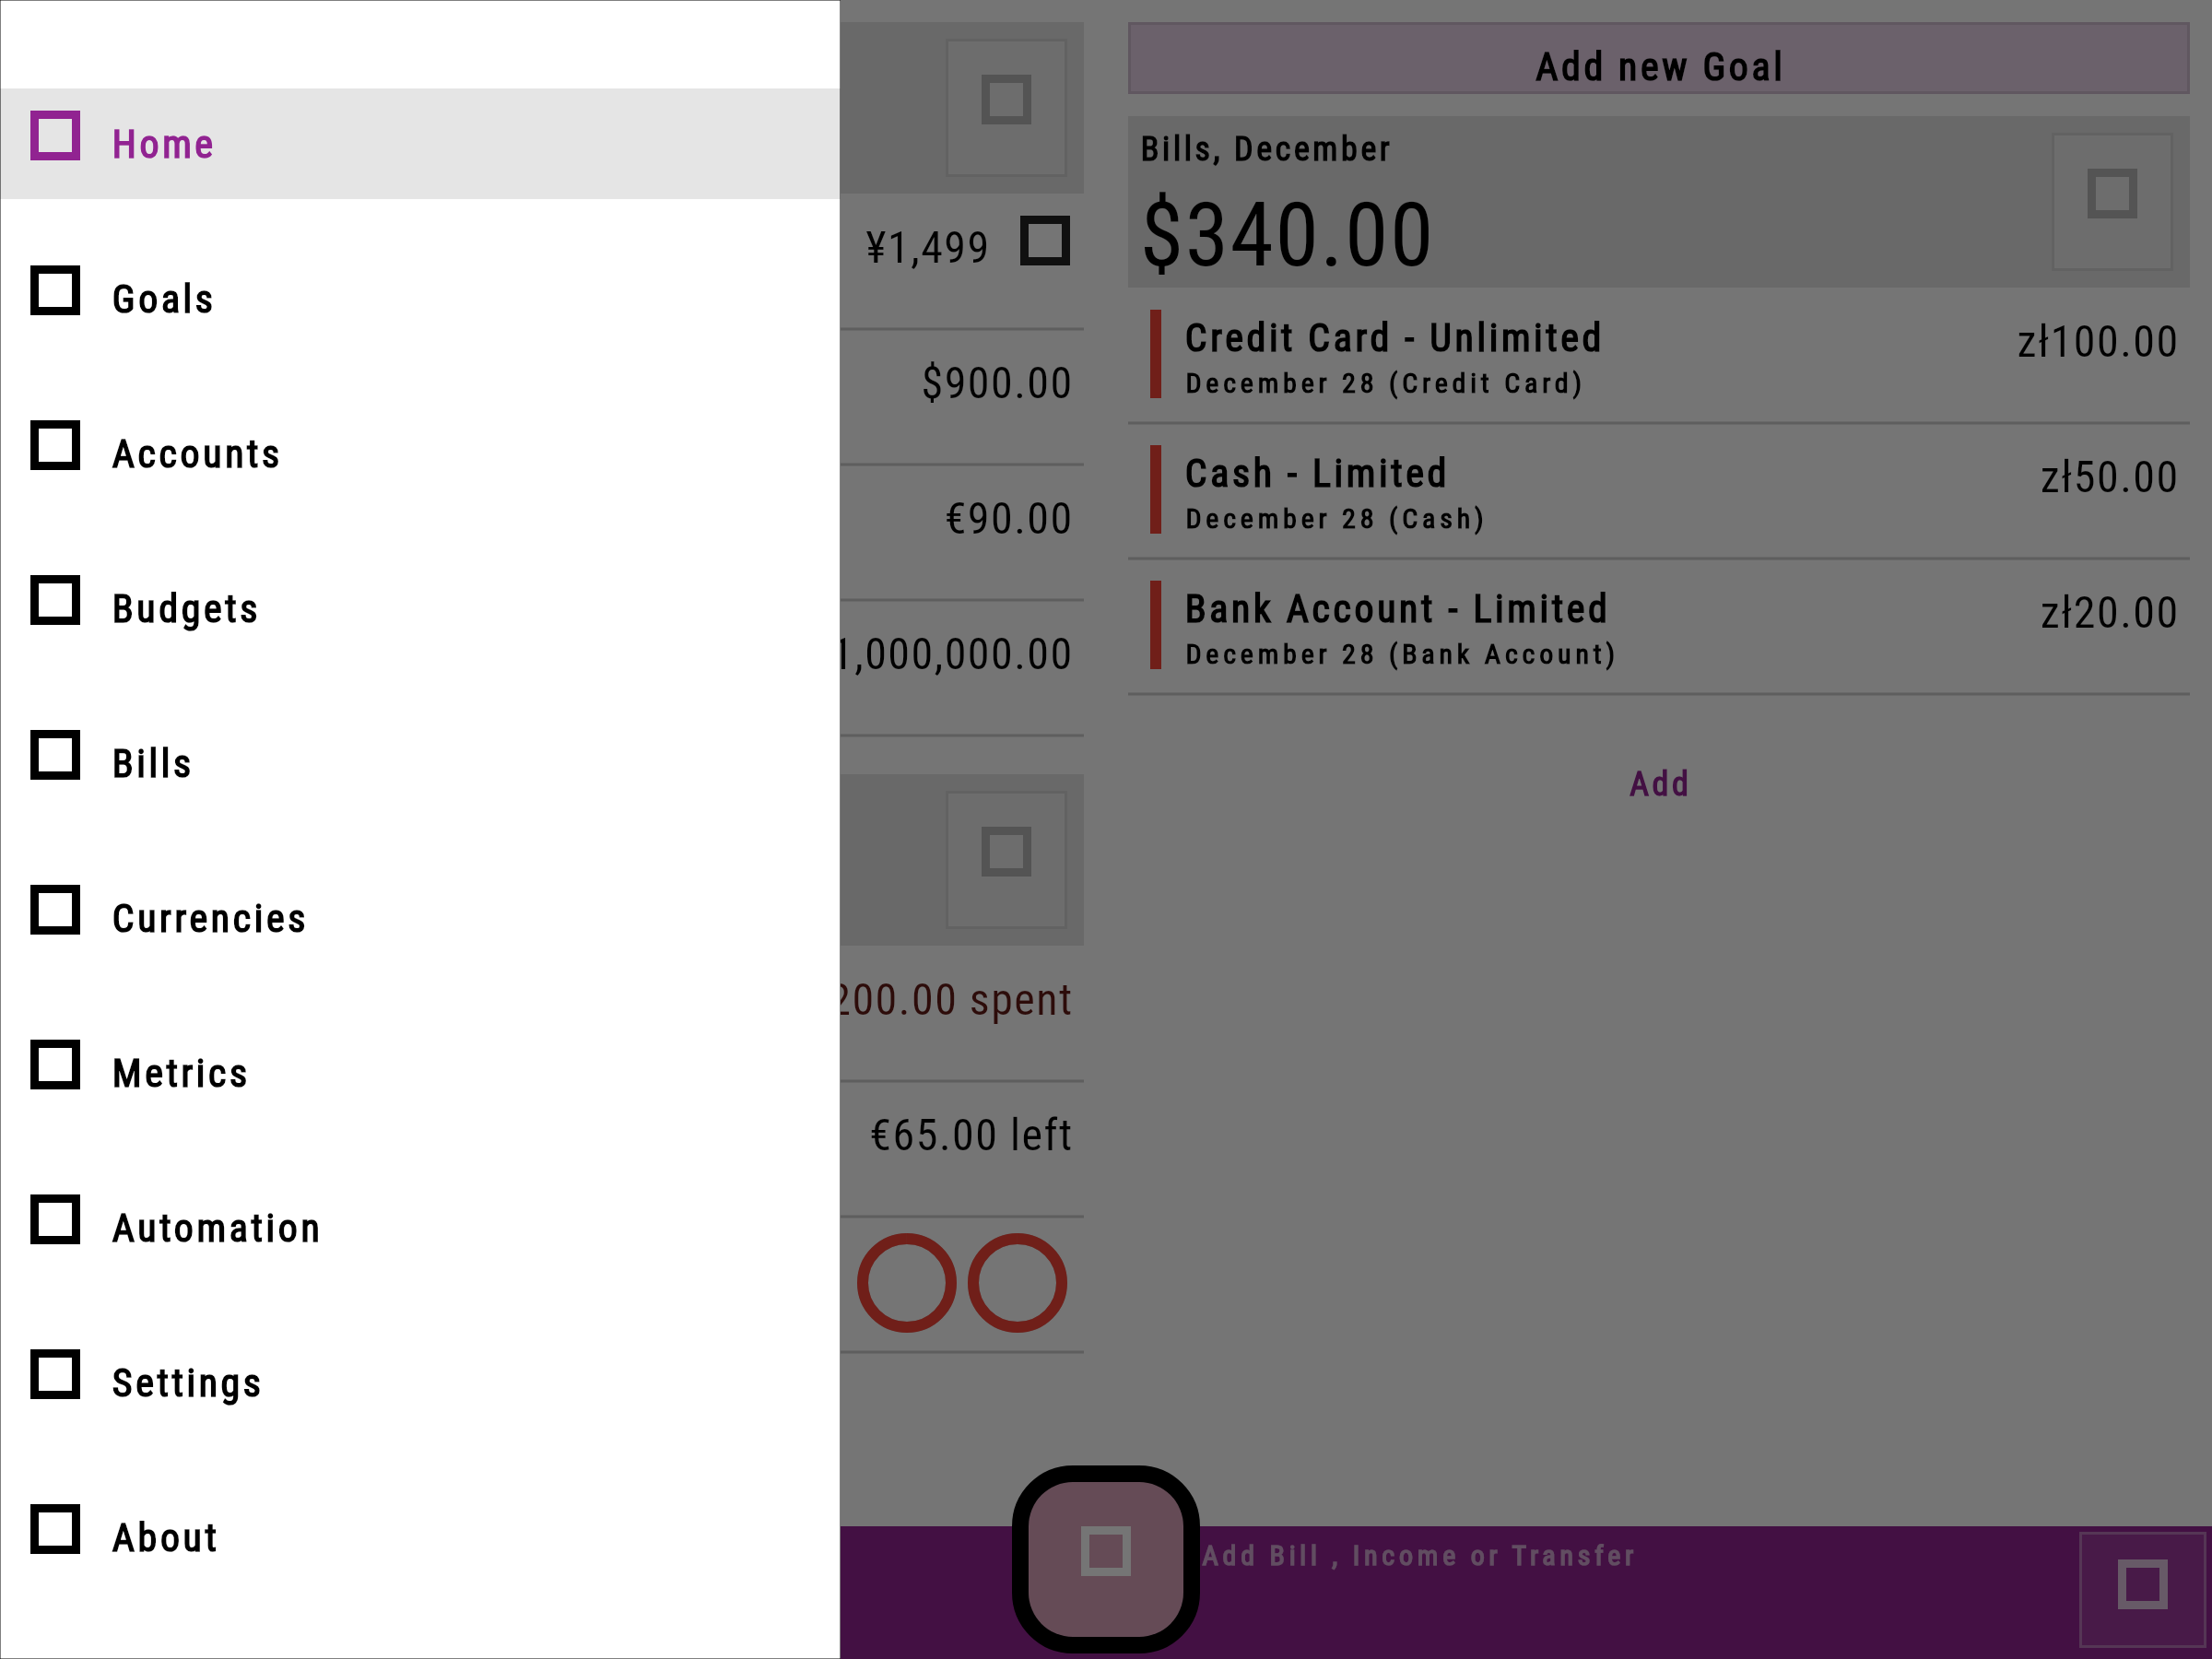 Home
Goals
Accounts
Budgets
Bills
Currencies
Metrics
Automation
Settings
About
¥1,499
$900.00
€90.00
1,000,000.00
200.00 spent
€65.00 left
Add new Goal
Bills, December
$340.00
Credit Card - Unlimited
zł100.00
December 28 (Credit Card)
Cash - Limited
zł50.00
December 28 (Cash)
Bank Account - Limited
zł20.00
December 28 (Bank Account)
Add
Add Bill , Income or Transfer